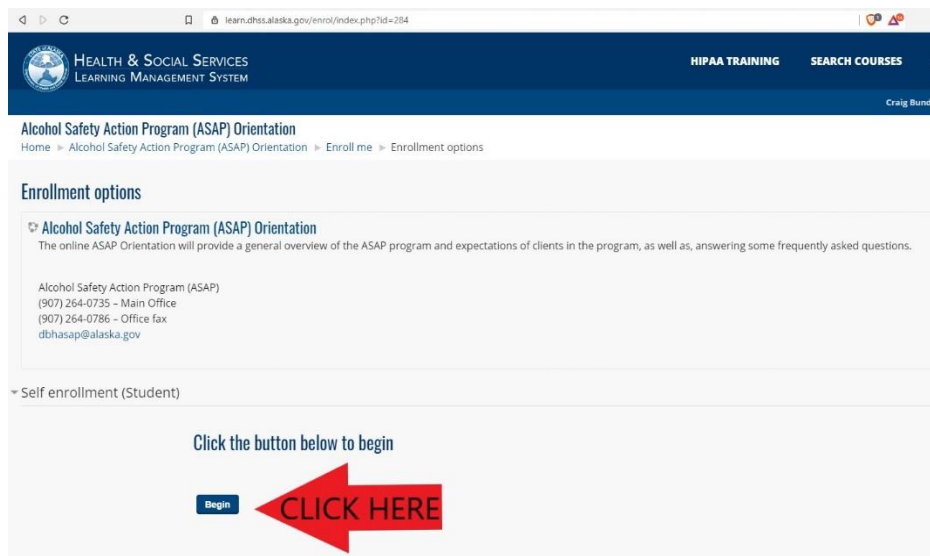 learn.dhss.alaska.gov/enrol/index.php?id=284
HEALTH & SOCIAL SERVICES
LEARNING MANAGEMENT SYSTEM
HIPAA TRAINING SEARCH COURSES
Craig Bund
Alcohol Safety Action Program (ASAP) Orientation
Home ► Alcohol Safety Action Program (ASAP) Orientation ► Enroll me ► Enrollment options
Enrollment options
Alcohol Safety Action Program (ASAP) Orientation
The online ASAP Orientation will provide a general overview of the ASAP program and expectations of clients in the program, as well as, answering some frequently asked questions.
Alcohol Safety Action Program (ASAP)
(907) 264-0735 – Main Office
(907) 264-0786 – Office fax
dbhasap@alaska.gov
Self enrollment (Student)
Click the button below to begin
Begin
CLICK HERE